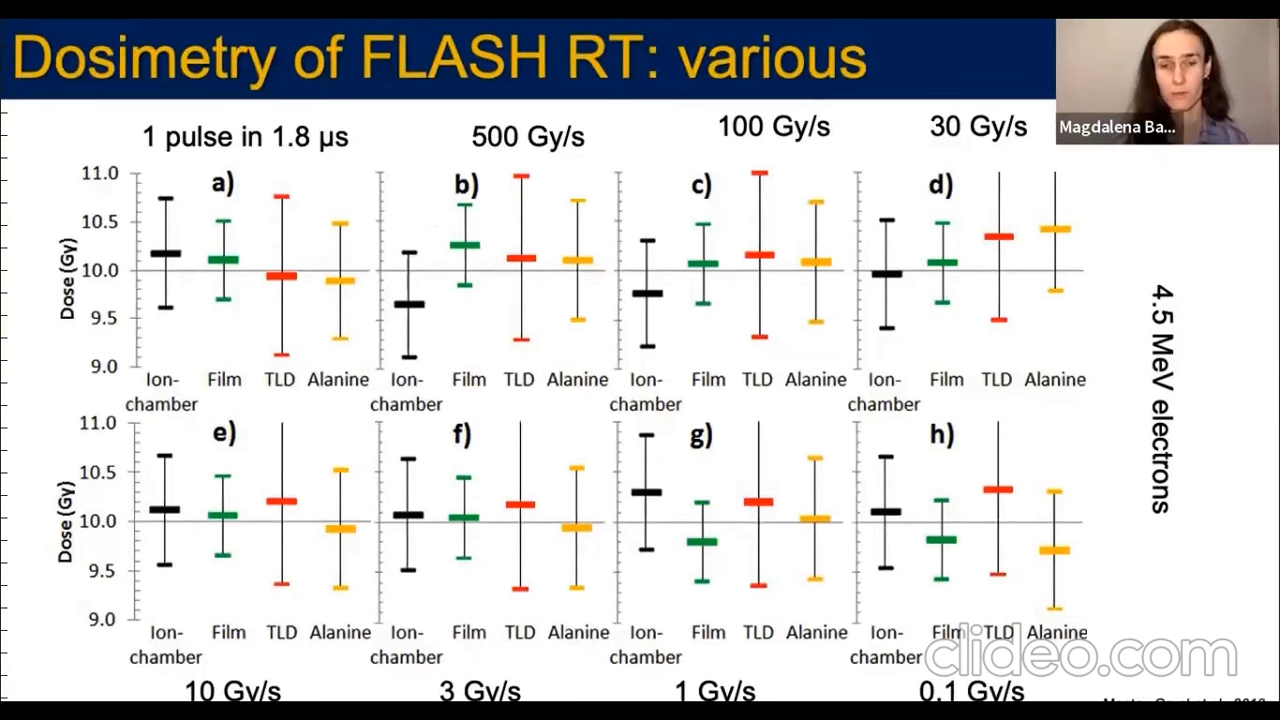 Dosimetry of FLASH RT: various
Magdalena Ba...
1 pulse in 1.8 µs
500 Gy/s
100 Gy/s
30 Gy/s
a)
b)
c)
d)
11.0
10.5
10.0
9.5
9.0
Dose (Gy)
Ion-chamber Film TLD Alanine
Ion-chamber Film TLD Alanine
Ion-chamber Film TLD Alanine
Ion-chamber Film TLD Alanine
4.5 MeV electrons
e)
f)
g)
h)
11.0
10.5
10.0
9.5
9.0
Dose (Gy)
Ion-chamber Film TLD Alanine
Ion-chamber Film TLD Alanine
Ion-chamber Film TLD Alanine
Ion-chamber Film TLD Alanine
10 Gy/s
3 Gy/s
1 Gy/s
0.1 Gy/s
clideo.com